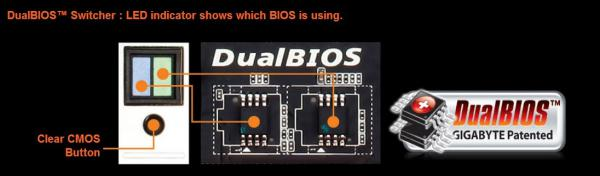 DualBIOS™ Switcher : LED indicator shows which BIOS is using.
DualBIOS
Clear CMOS
Button
DualBIOS™
GIGABYTE Patented